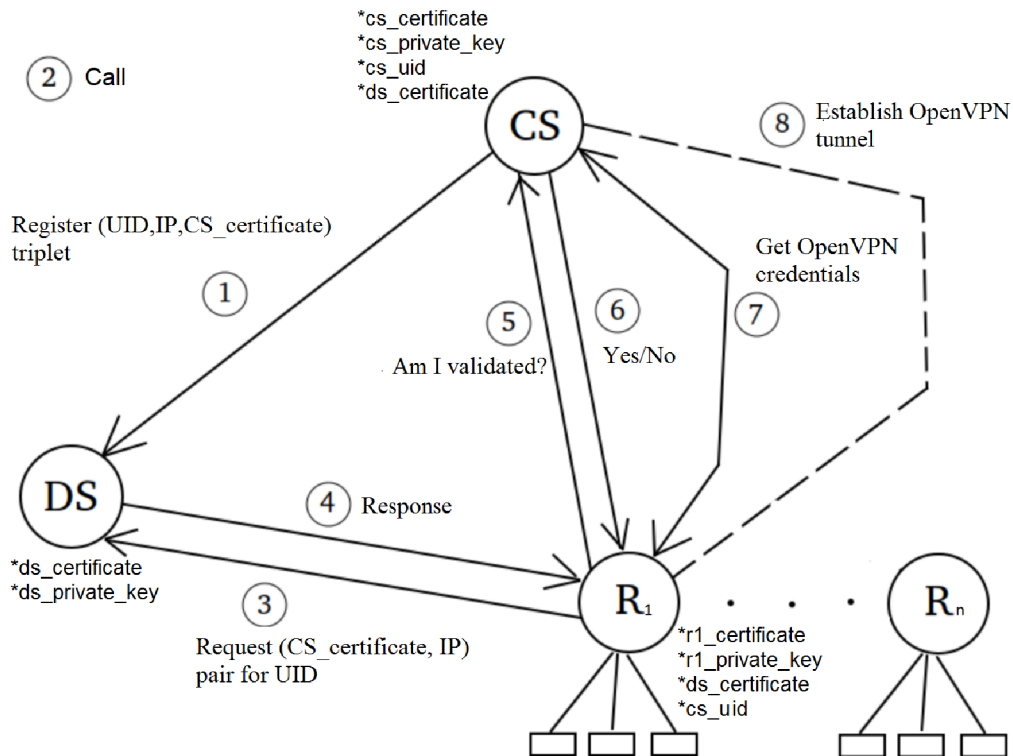 *cs_certificate
*cs_private_key
*cs_uid
*ds_certificate
2 Call
CS
8 Establish OpenVPN
tunnel
Register (UID,IP,CS_certificate)
triplet
1
Get OpenVPN
credentials
7
5
Am I validated?
6
Yes/No
DS
*ds_certificate
*ds_private_key
4 Response
3
Request (CS_certificate, IP)
pair for UID
R1
*r1_certificate
*r1_private_key
*ds_certificate
*cs_uid
. . .
Rn